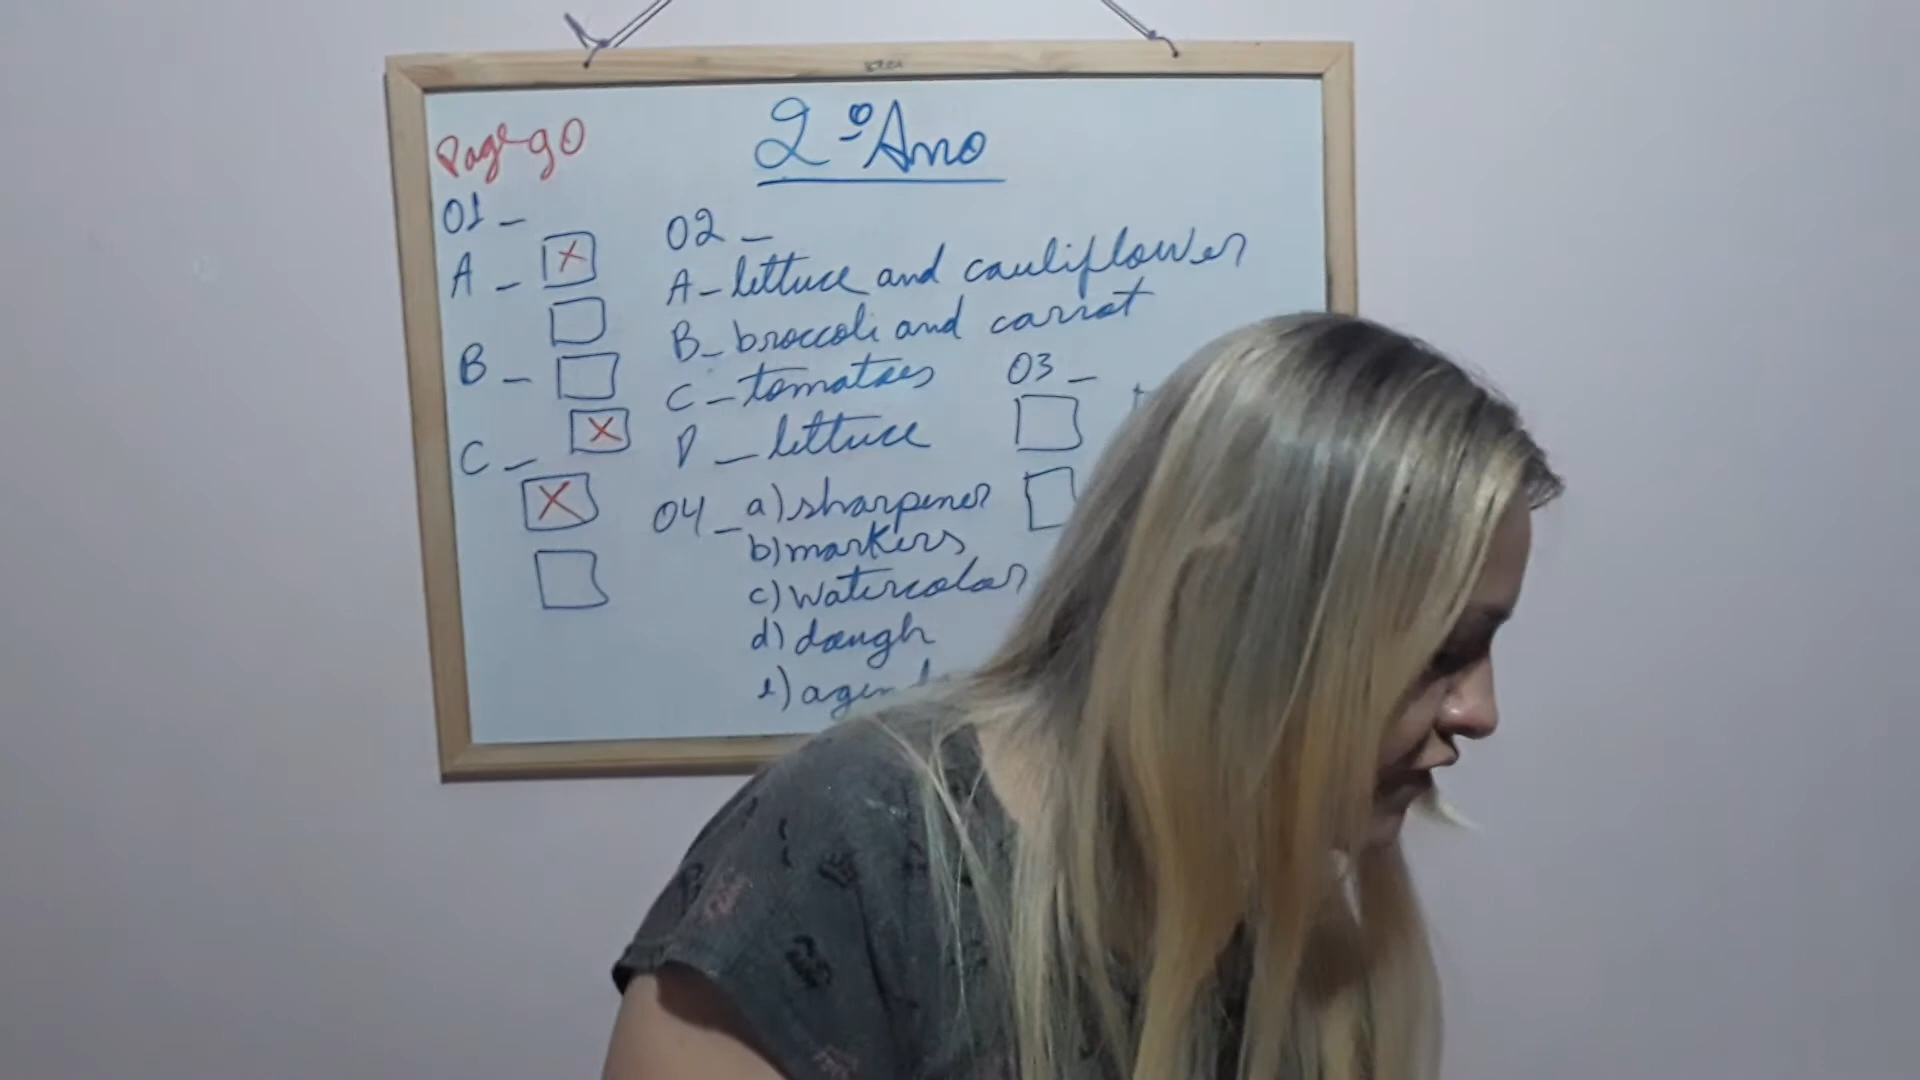 Page 90
2º Ano
01 -
A - X
B -
X
C -
X
02 -
A - lettuce and cauliflower
B - broccoli and carrot
C - tomatoes
D - lettuce
03 -
04 - a) sharpener
b) markers
c) watercolor
d) dough
e)